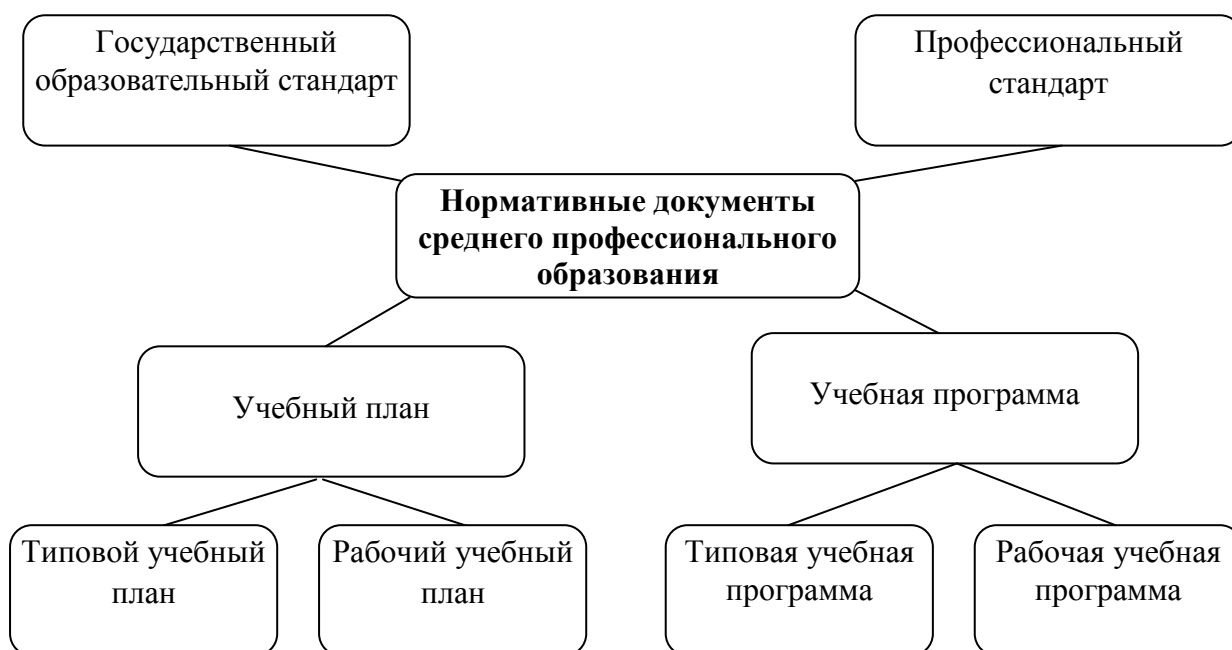 Государственный
образовательный стандарт
Профессиональный
стандарт
Нормативные документы
среднего профессионального
образования
Учебный план
Учебная программа
Типовой учебный
план
Рабочий учебный
план
Типовая учебная
программа
Рабочая учебная
программа